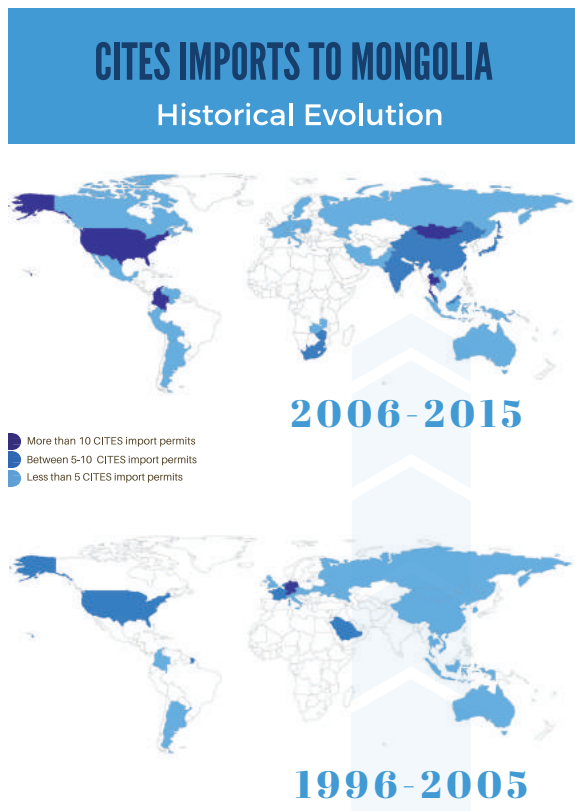 CITES IMPORTS TO MONGOLIA
Historical Evolution
2006-2015
More than 10 CITES import permits
Between 5-10 CITES import permits
Less than 5 CITES import permits
1996-2005